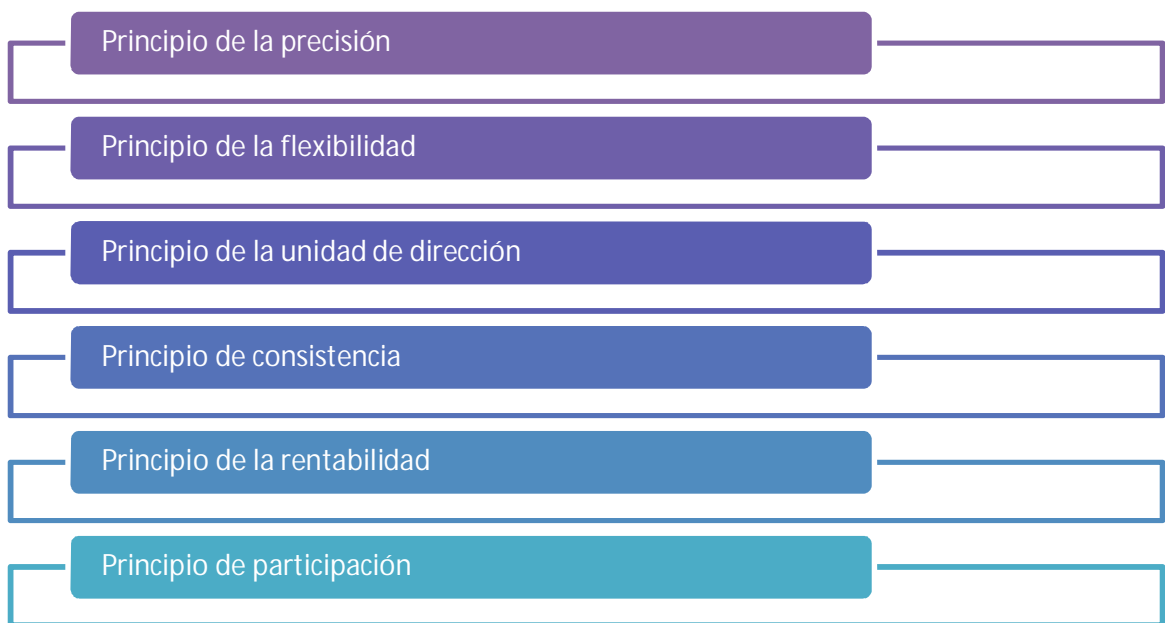 Principio de la precisión
Principio de la flexibilidad
Principio de la unidad de dirección
Principio de consistencia
Principio de la rentabilidad
Principio de participación